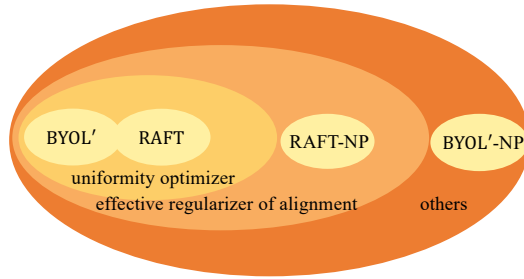 BYOL′ RAFT RAFT-NP BYOL′-NP
uniformity optimizer
effective regularizer of alignment others